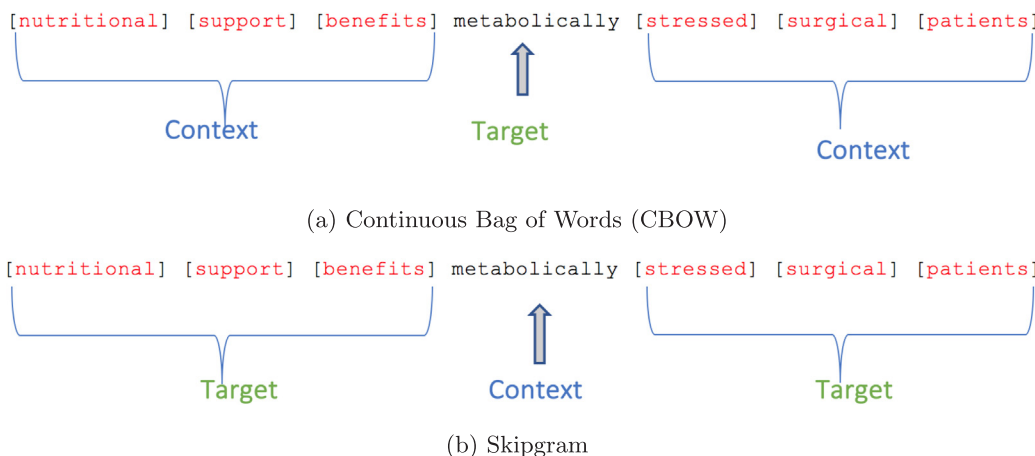 [nutritional] [support] [benefits] metabolically [stressed] [surgical] [patients]
Context
Target
Context
(a) Continuous Bag of Words (CBOW)
[nutritional] [support] [benefits] metabolically [stressed] [surgical] [patients]
Target
Context
Target
(b) Skipgram